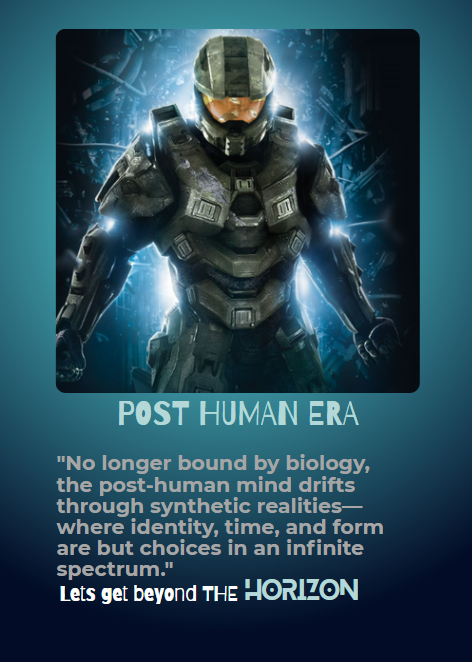 POST HUMAN ERA
"No longer bound by biology,
the post-human mind drifts
through synthetic realities—
where identity, time, and form
are but choices in an infinite
spectrum."
Lets get beyond THE HORIZON